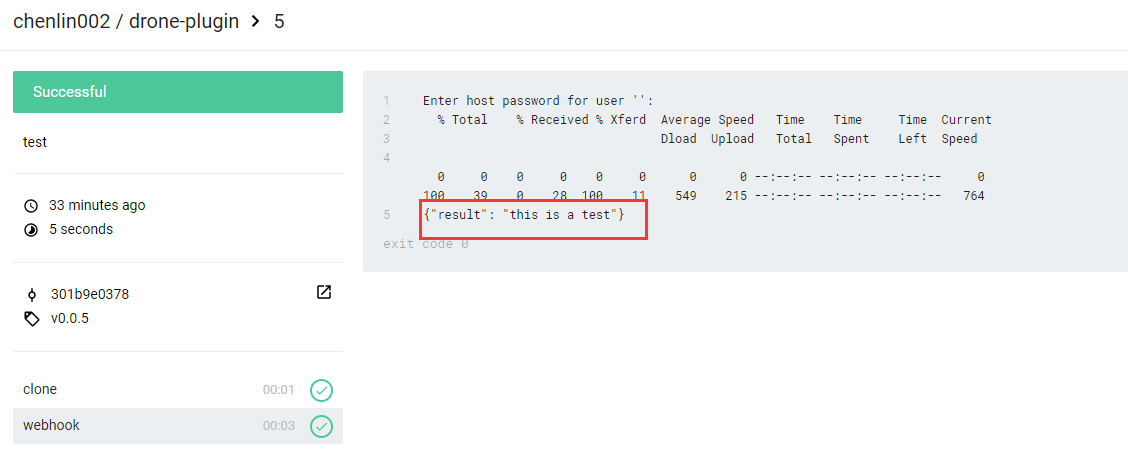 chenlin002 / drone-plugin > 5
Successful
test
33 minutes ago
5 seconds
301b9e0378
v0.0.5
clone 00:01
webhook 00:03
1 Enter host password for user '':
2 % Total % Received % Xferd Average Speed Time Time Time Current
3 Dload Upload Total Spent Left Speed
4
0 0 0 0 0 0 0 0 --:--:-- --:--:-- --:--:-- 0
100 39 0 28 100 11 549 215 --:--:-- --:--:-- --:--:-- 764
5 {"result": "this is a test"}
exit code 0